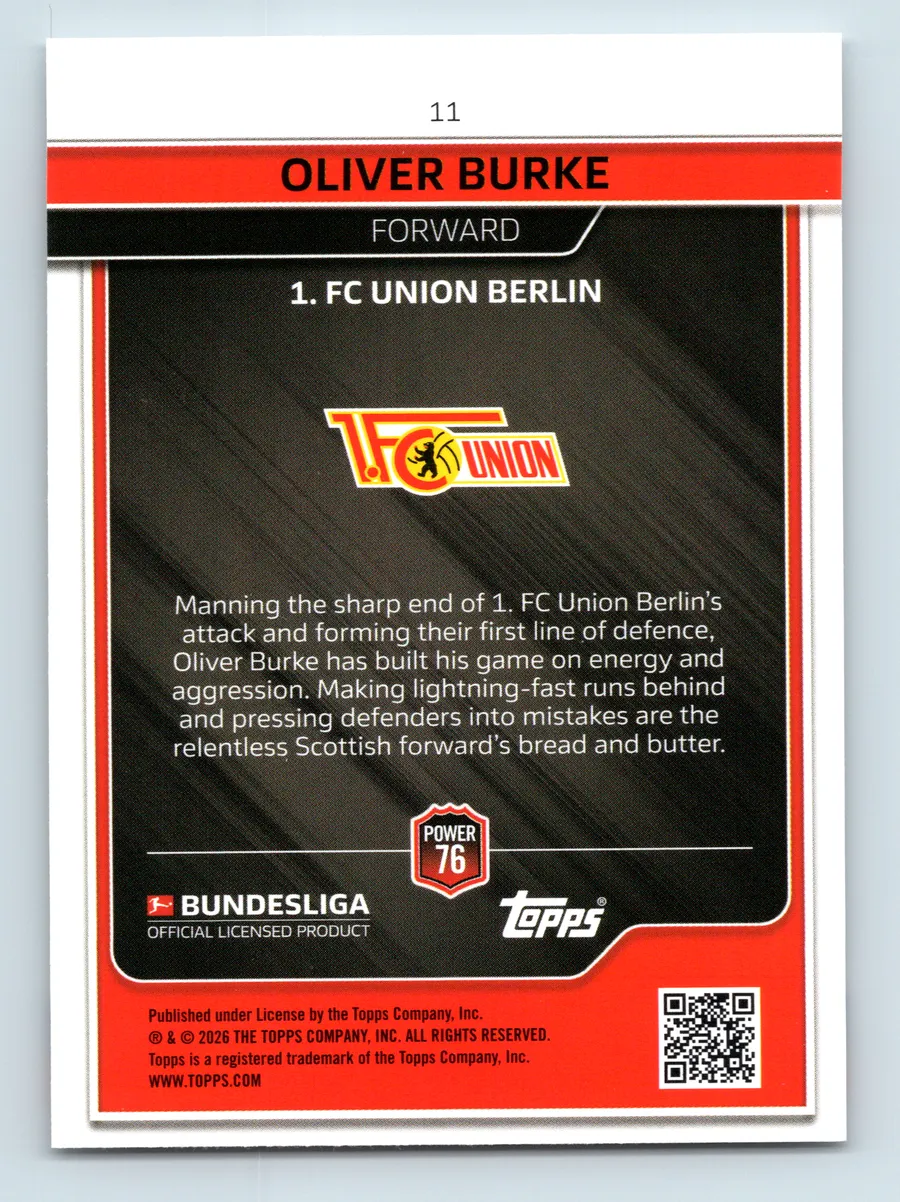 11
OLIVER BURKE
FORWARD
1. FC UNION BERLIN
1.FC UNION
Manning the sharp end of 1. FC Union Berlin's
attack and forming their first line of defence,
Oliver Burke has built his game on energy and
aggression. Making lightning-fast runs behind
and pressing defenders into mistakes are the
relentless Scottish forward's bread and butter.
POWER
76
BUNDESLIGA
OFFICIAL LICENSED PRODUCT
topps®
Published under License by the Topps Company, Inc.
® & © 2026 THE TOPPS COMPANY, INC. ALL RIGHTS RESERVED.
Topps is a registered trademark of the Topps Company, Inc.
WWW.TOPPS.COM